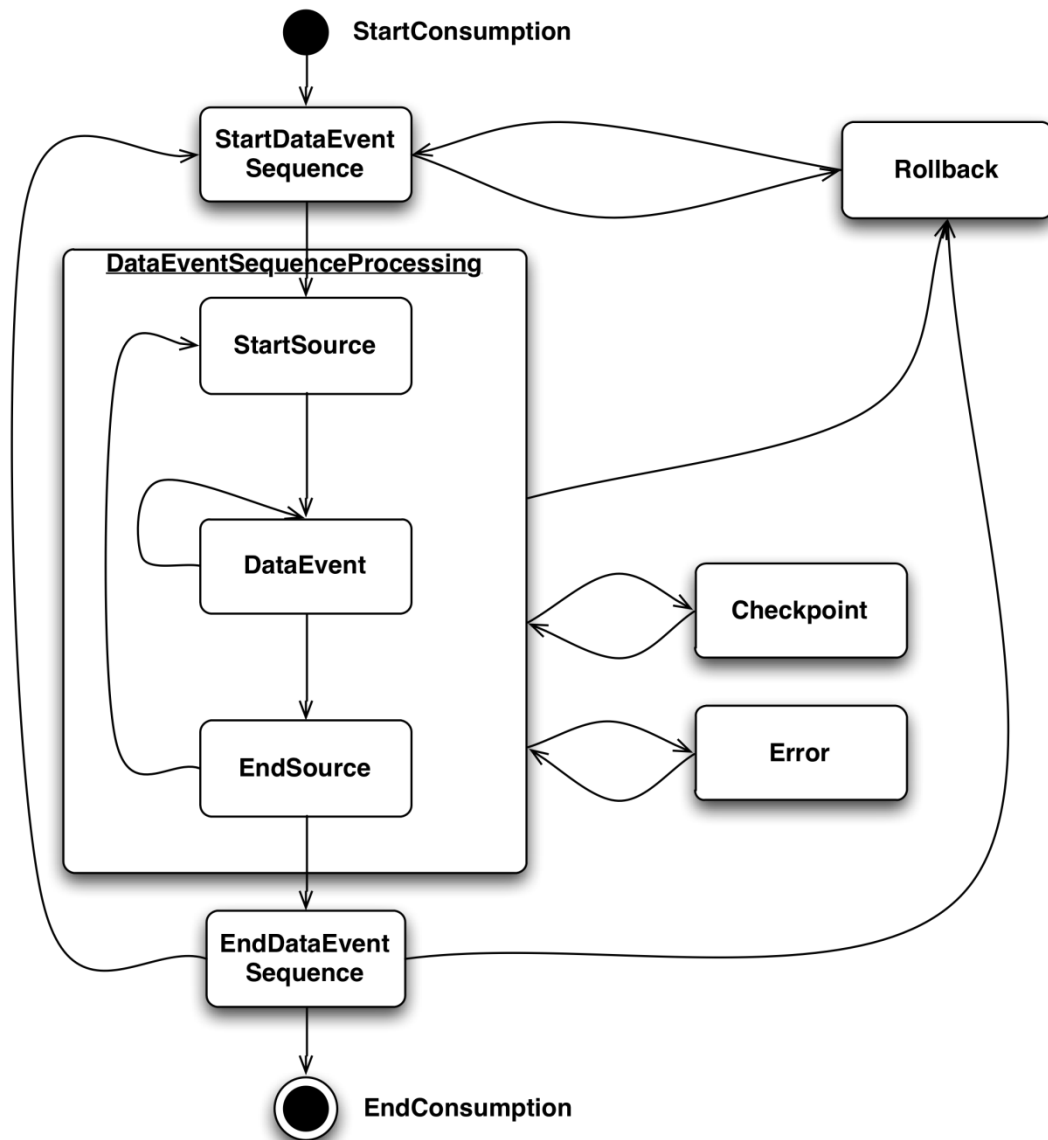 StartConsumption
StartDataEvent
Sequence
Rollback
DataEventSequenceProcessing
StartSource
DataEvent
Checkpoint
Error
EndSource
EndDataEvent
Sequence
EndConsumption